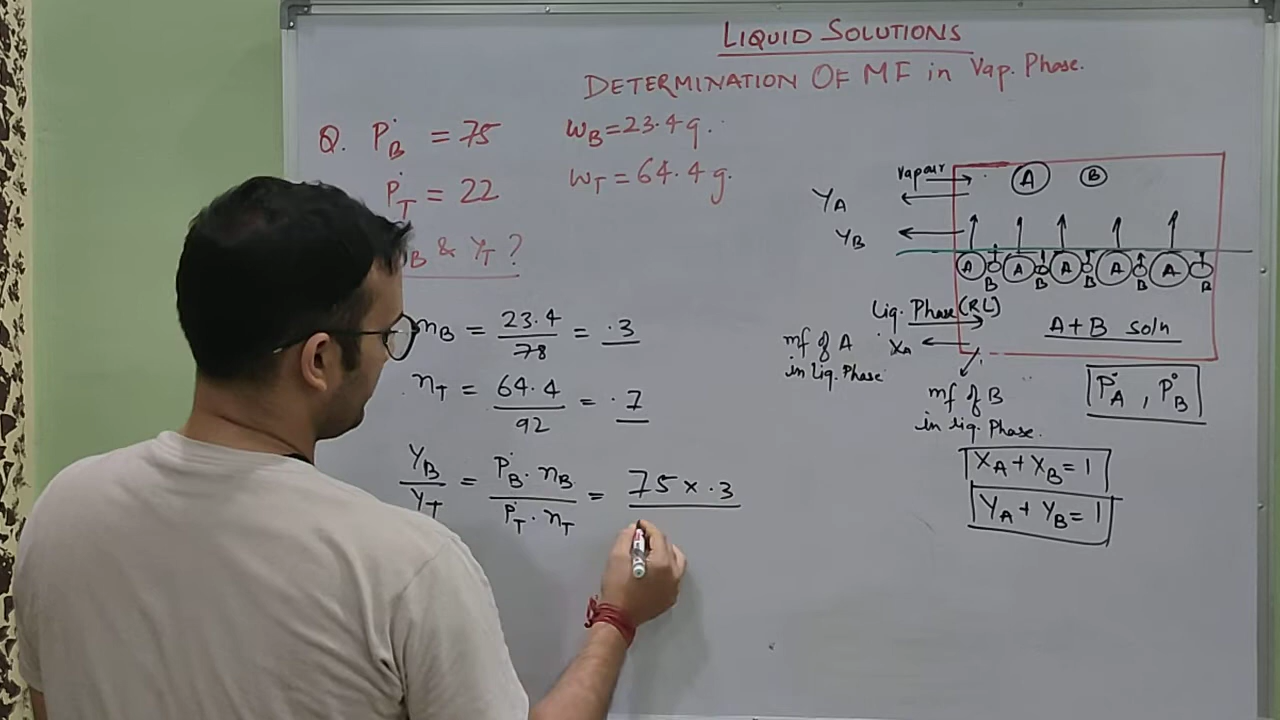 LIQUID SOLUTIONS
DETERMINATION OF MF in Vap. Phase.
Q. P°B = 75 wB = 23.4 g.
P°T = 22 wT = 64.4 g.
B & YT ?
nB = 23.4 / 78 = .3
nT = 64.4 / 92 = .7
YB / YT = P°B . nB / P°T . nT = 75 x .3
Vapour
A B
YA
YB
A B A B A B A B A B
Liq. Phase (RL)
A+B soln
mf of A XA
in Liq. Phase
mf of B
in liq. Phase.
P°A , P°B
XA + XB = 1
YA + YB = 1